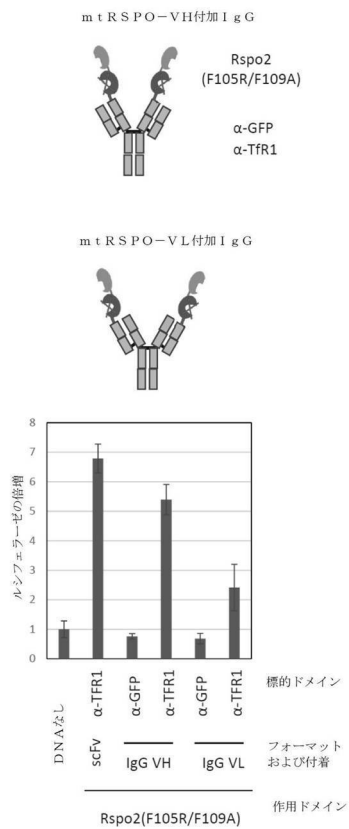 mtRSPO-VH付加IgG
Rspo2
(F105R/F109A)
α-GFP
α-TfR1
mtRSPO-VL付加IgG
8
7
6
5
4
3
2
1
0
ルシフェラーゼの倍増
DNAなし
α-TFR1
α-GFP
α-TFR1
α-GFP
α-TFR1
標的ドメイン
scFv
IgG VH
IgG VL
フォーマット
および付着
Rspo2(F105R/F109A)
作用ドメイン